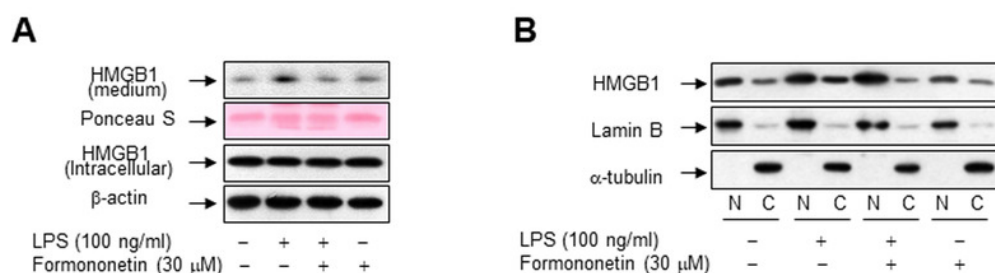 A
HMGB1
(medium)
Ponceau S
HMGB1
(Intracellular)
β-actin
LPS (100 ng/ml) – + + –
Formononetin (30 μM) – – + +
B
HMGB1
Lamin B
α-tubulin
N C N C N C N C
LPS (100 ng/ml) – + + –
Formononetin (30 μM) – – + +